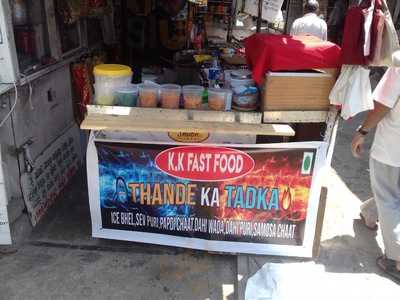 K.K FAST FOOD
THANDE KA TADKA
ICE BHEL,SEV PURI,PAPDI CHAAT,DAHI WADA,DAHI PURI,SAMOSA CHAAT